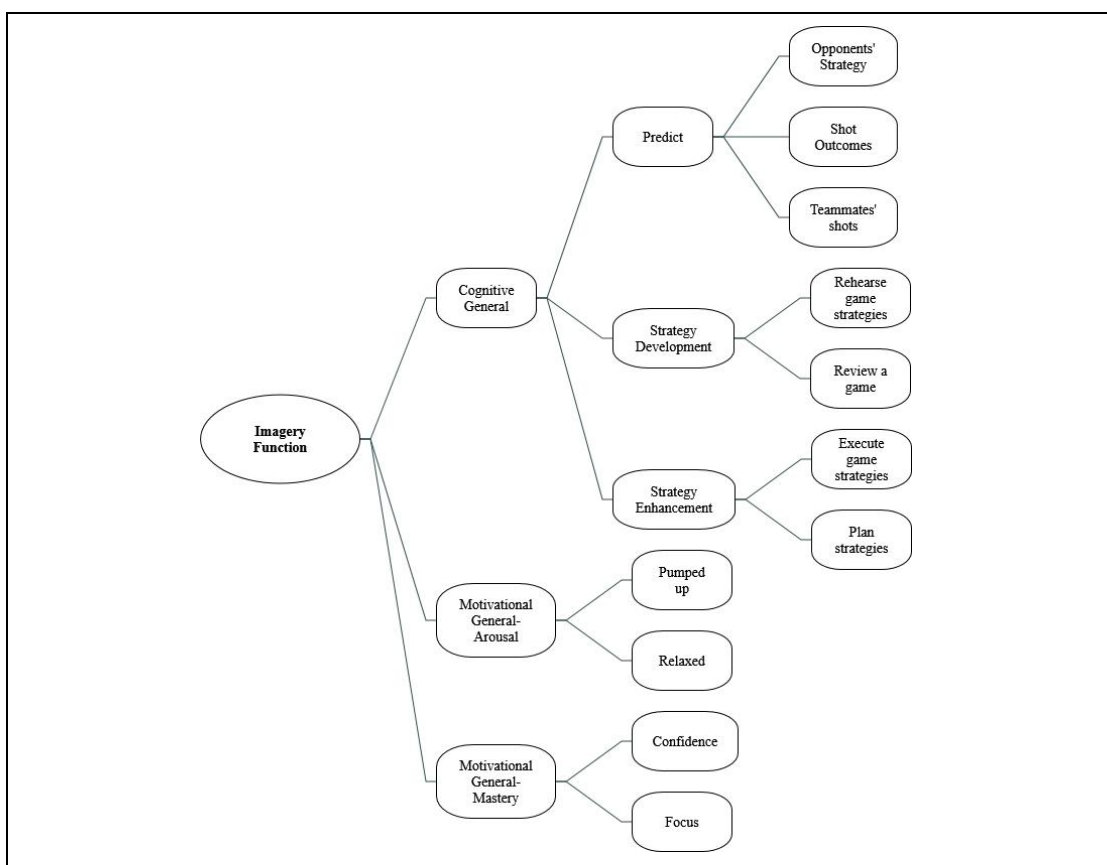 Opponents'
Strategy
Predict
Shot
Outcomes
Teammates'
shots
Cognitive
General
Rehearse
game
strategies
Strategy
Development
Review a
game
Imagery
Function
Execute
game
strategies
Strategy
Enhancement
Plan
strategies
Pumped
up
Motivational
General-
Arousal
Relaxed
Confidence
Motivational
General-
Mastery
Focus